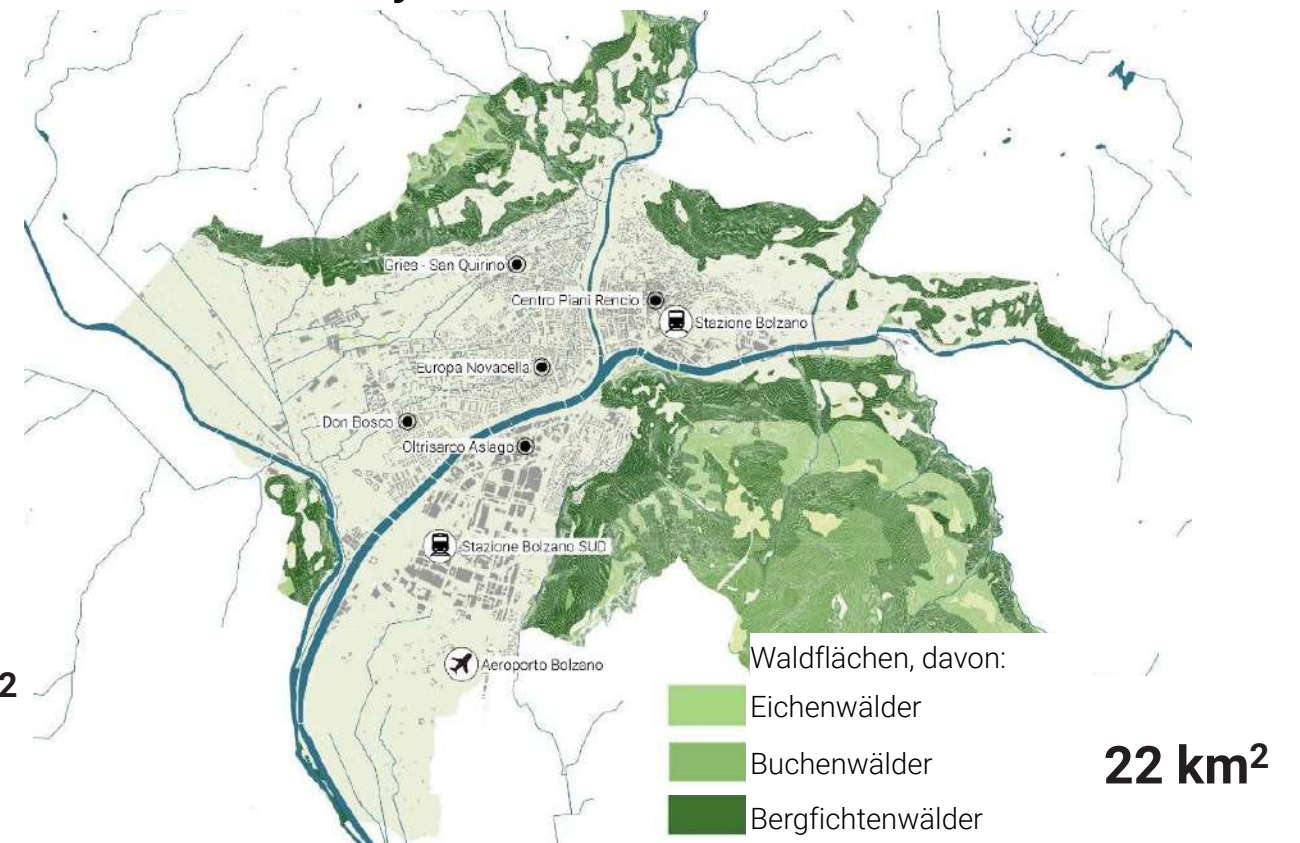 Gries - San Quirino
Centro Piani Rencio
Stazione Bolzano
Europa Novacella
Don Bosco
Oltrisarco Aslago
Stazione Bolzano SUD
Aeroporto Bolzano
2
Waldflächen, davon:
Eichenwälder
Buchenwälder
22 km²
Bergfichtenwälder